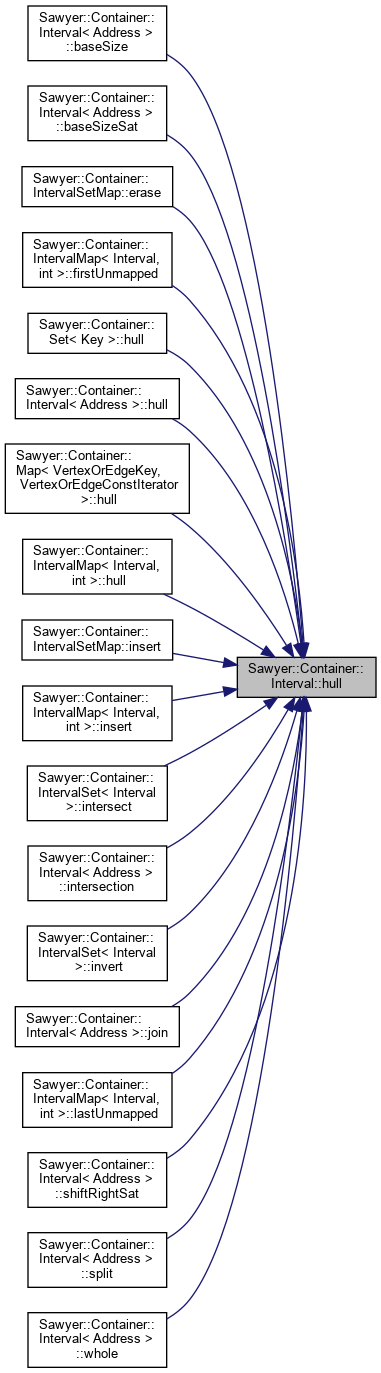 Sawyer::Container::
Interval< Address >
::baseSize
Sawyer::Container::
Interval< Address >
::baseSizeSat
Sawyer::Container::
IntervalSetMap::erase
Sawyer::Container::
IntervalMap< Interval,
int >::firstUnmapped
Sawyer::Container::
Set< Key >::hull
Sawyer::Container::
Interval< Address >::hull
Sawyer::Container::
Map< VertexOrEdgeKey,
VertexOrEdgeConstIterator
>::hull
Sawyer::Container::
IntervalMap< Interval,
int >::hull
Sawyer::Container::
IntervalSetMap::insert
Sawyer::Container::
Interval::hull
Sawyer::Container::
IntervalMap< Interval,
int >::insert
Sawyer::Container::
IntervalSet< Interval
>::intersect
Sawyer::Container::
Interval< Address >
::intersection
Sawyer::Container::
IntervalSet< Interval
>::invert
Sawyer::Container::
Interval< Address >::join
Sawyer::Container::
IntervalMap< Interval,
int >::lastUnmapped
Sawyer::Container::
Interval< Address >
::shiftRightSat
Sawyer::Container::
Interval< Address >
::split
Sawyer::Container::
Interval< Address >
::whole